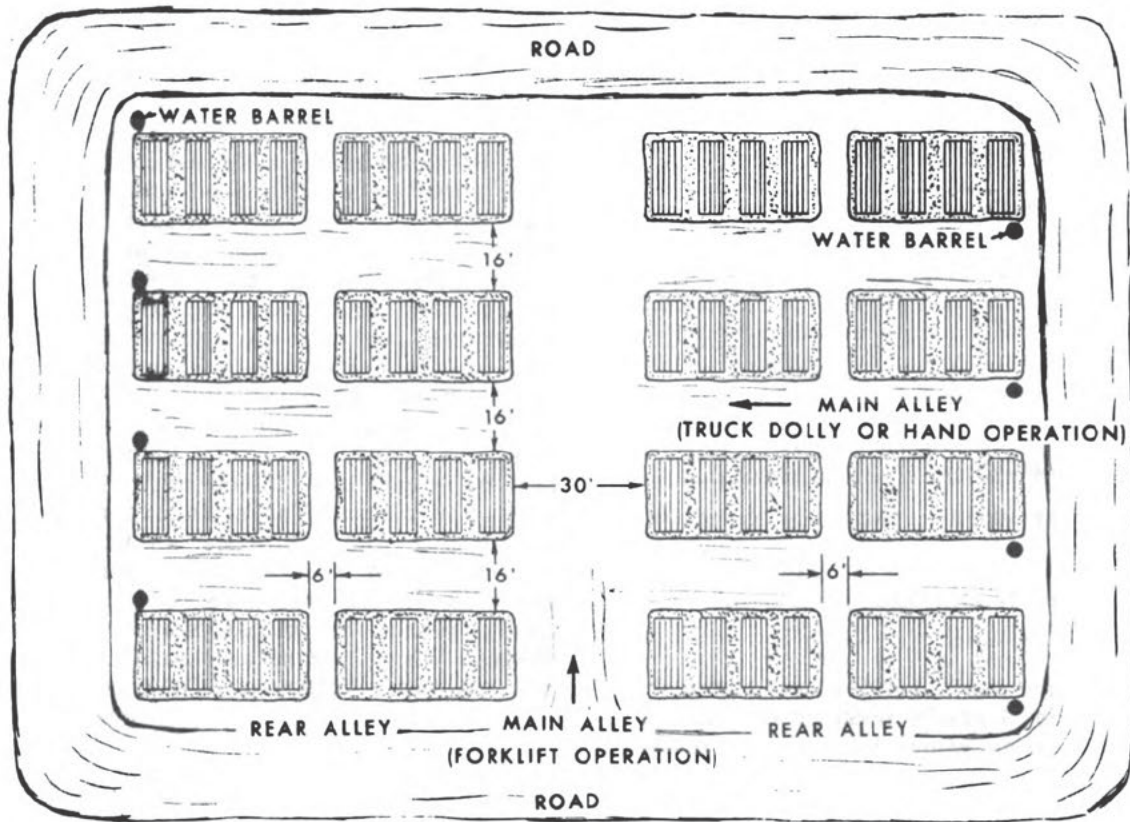 ROAD
WATER BARREL
WATER BARREL
16'
16'
MAIN ALLEY
(TRUCK DOLLY OR HAND OPERATION)
30'
6'
16'
6'
REAR ALLEY
MAIN ALLEY
(FORKLIFT OPERATION)
REAR ALLEY
ROAD